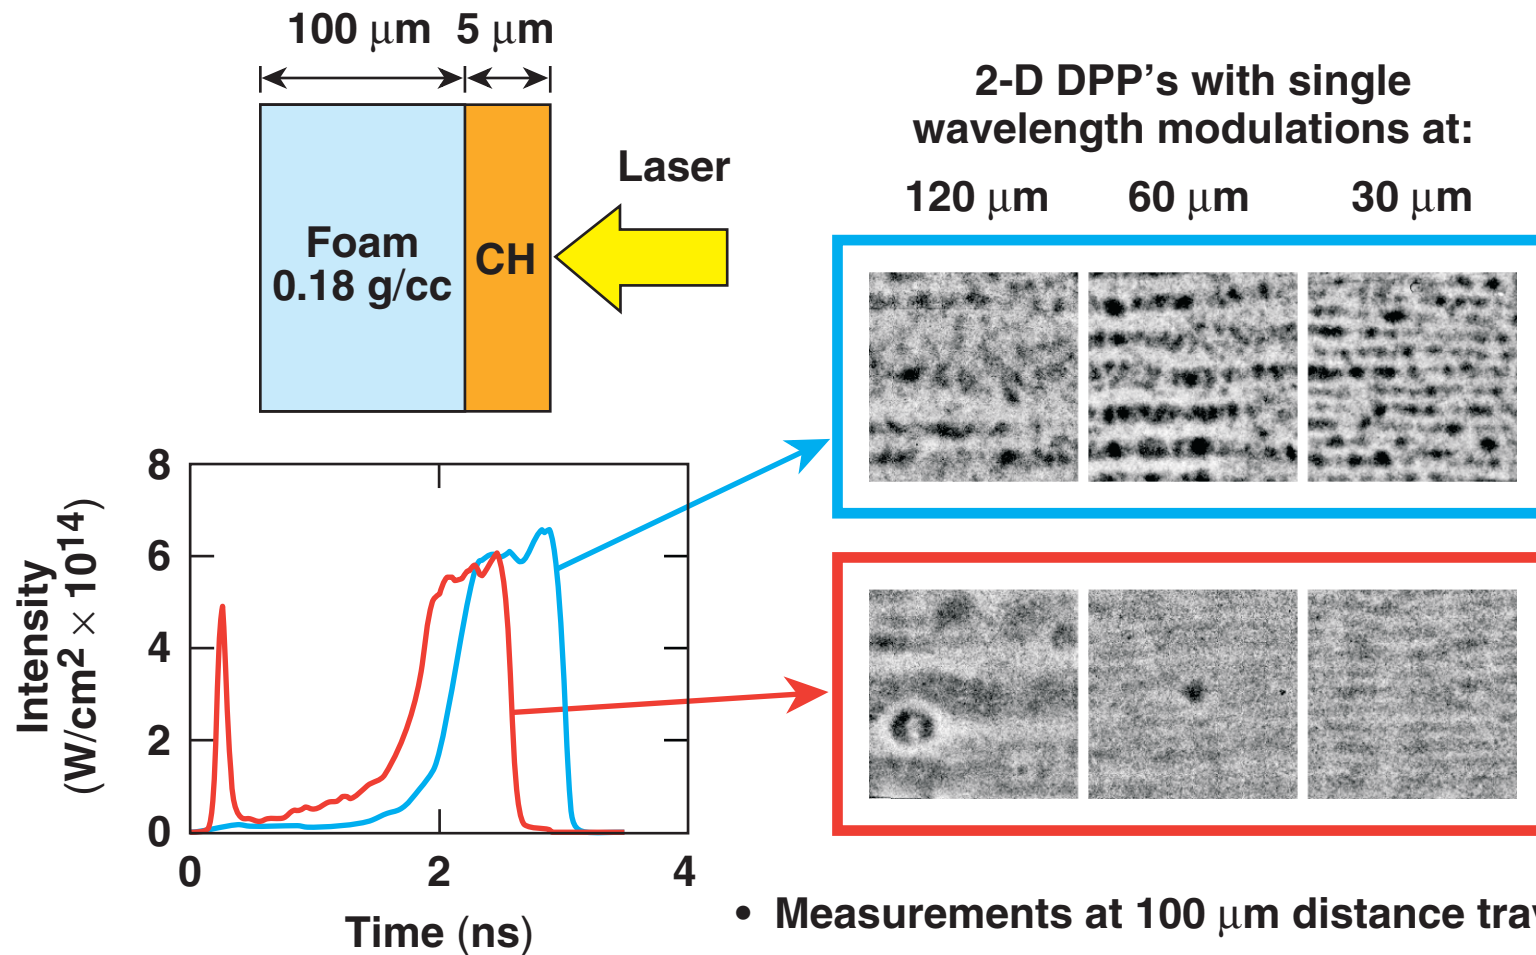 100 μm 5 μm
Foam
0.18 g/cc
CH
Laser
2-D DPP's with single
wavelength modulations at:
120 μm 60 μm 30 μm
Intensity
(W/cm² × 10¹⁴)
8
6
4
2
0
0 2 4
Time (ns)
• Measurements at 100 μm distance